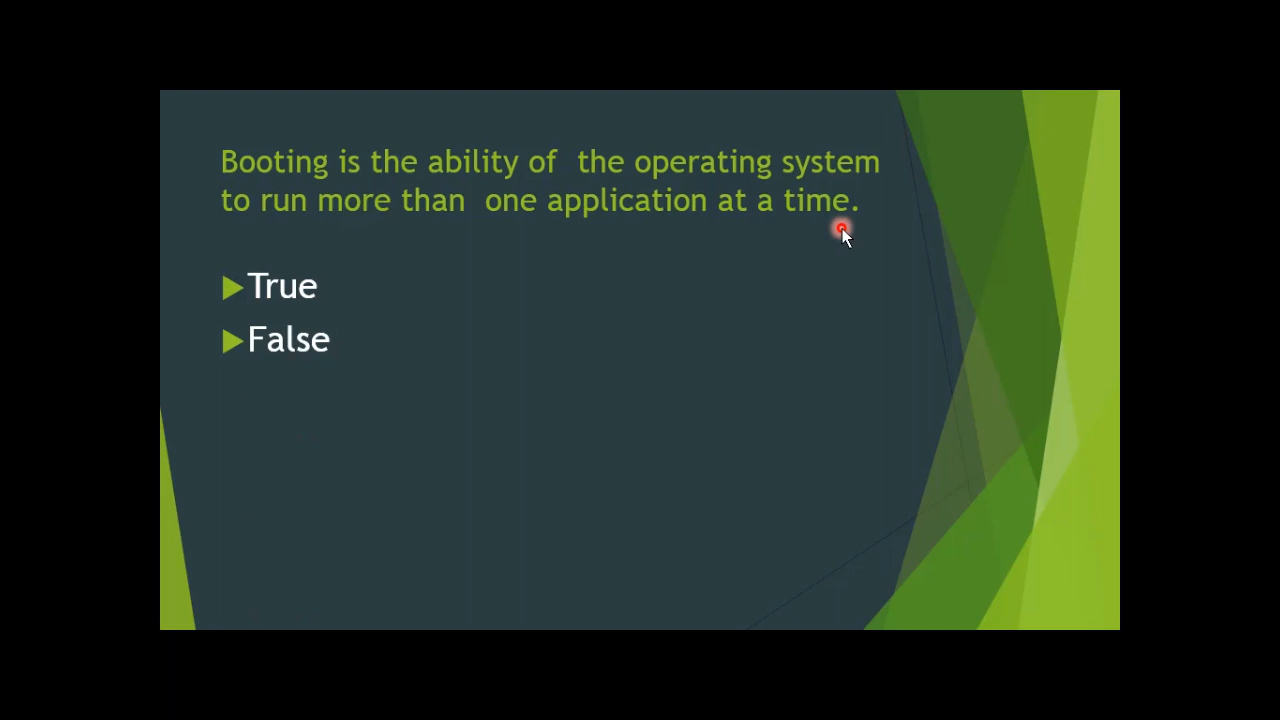 Booting is the ability of  the operating system
to run more than  one application at a time.
True
False